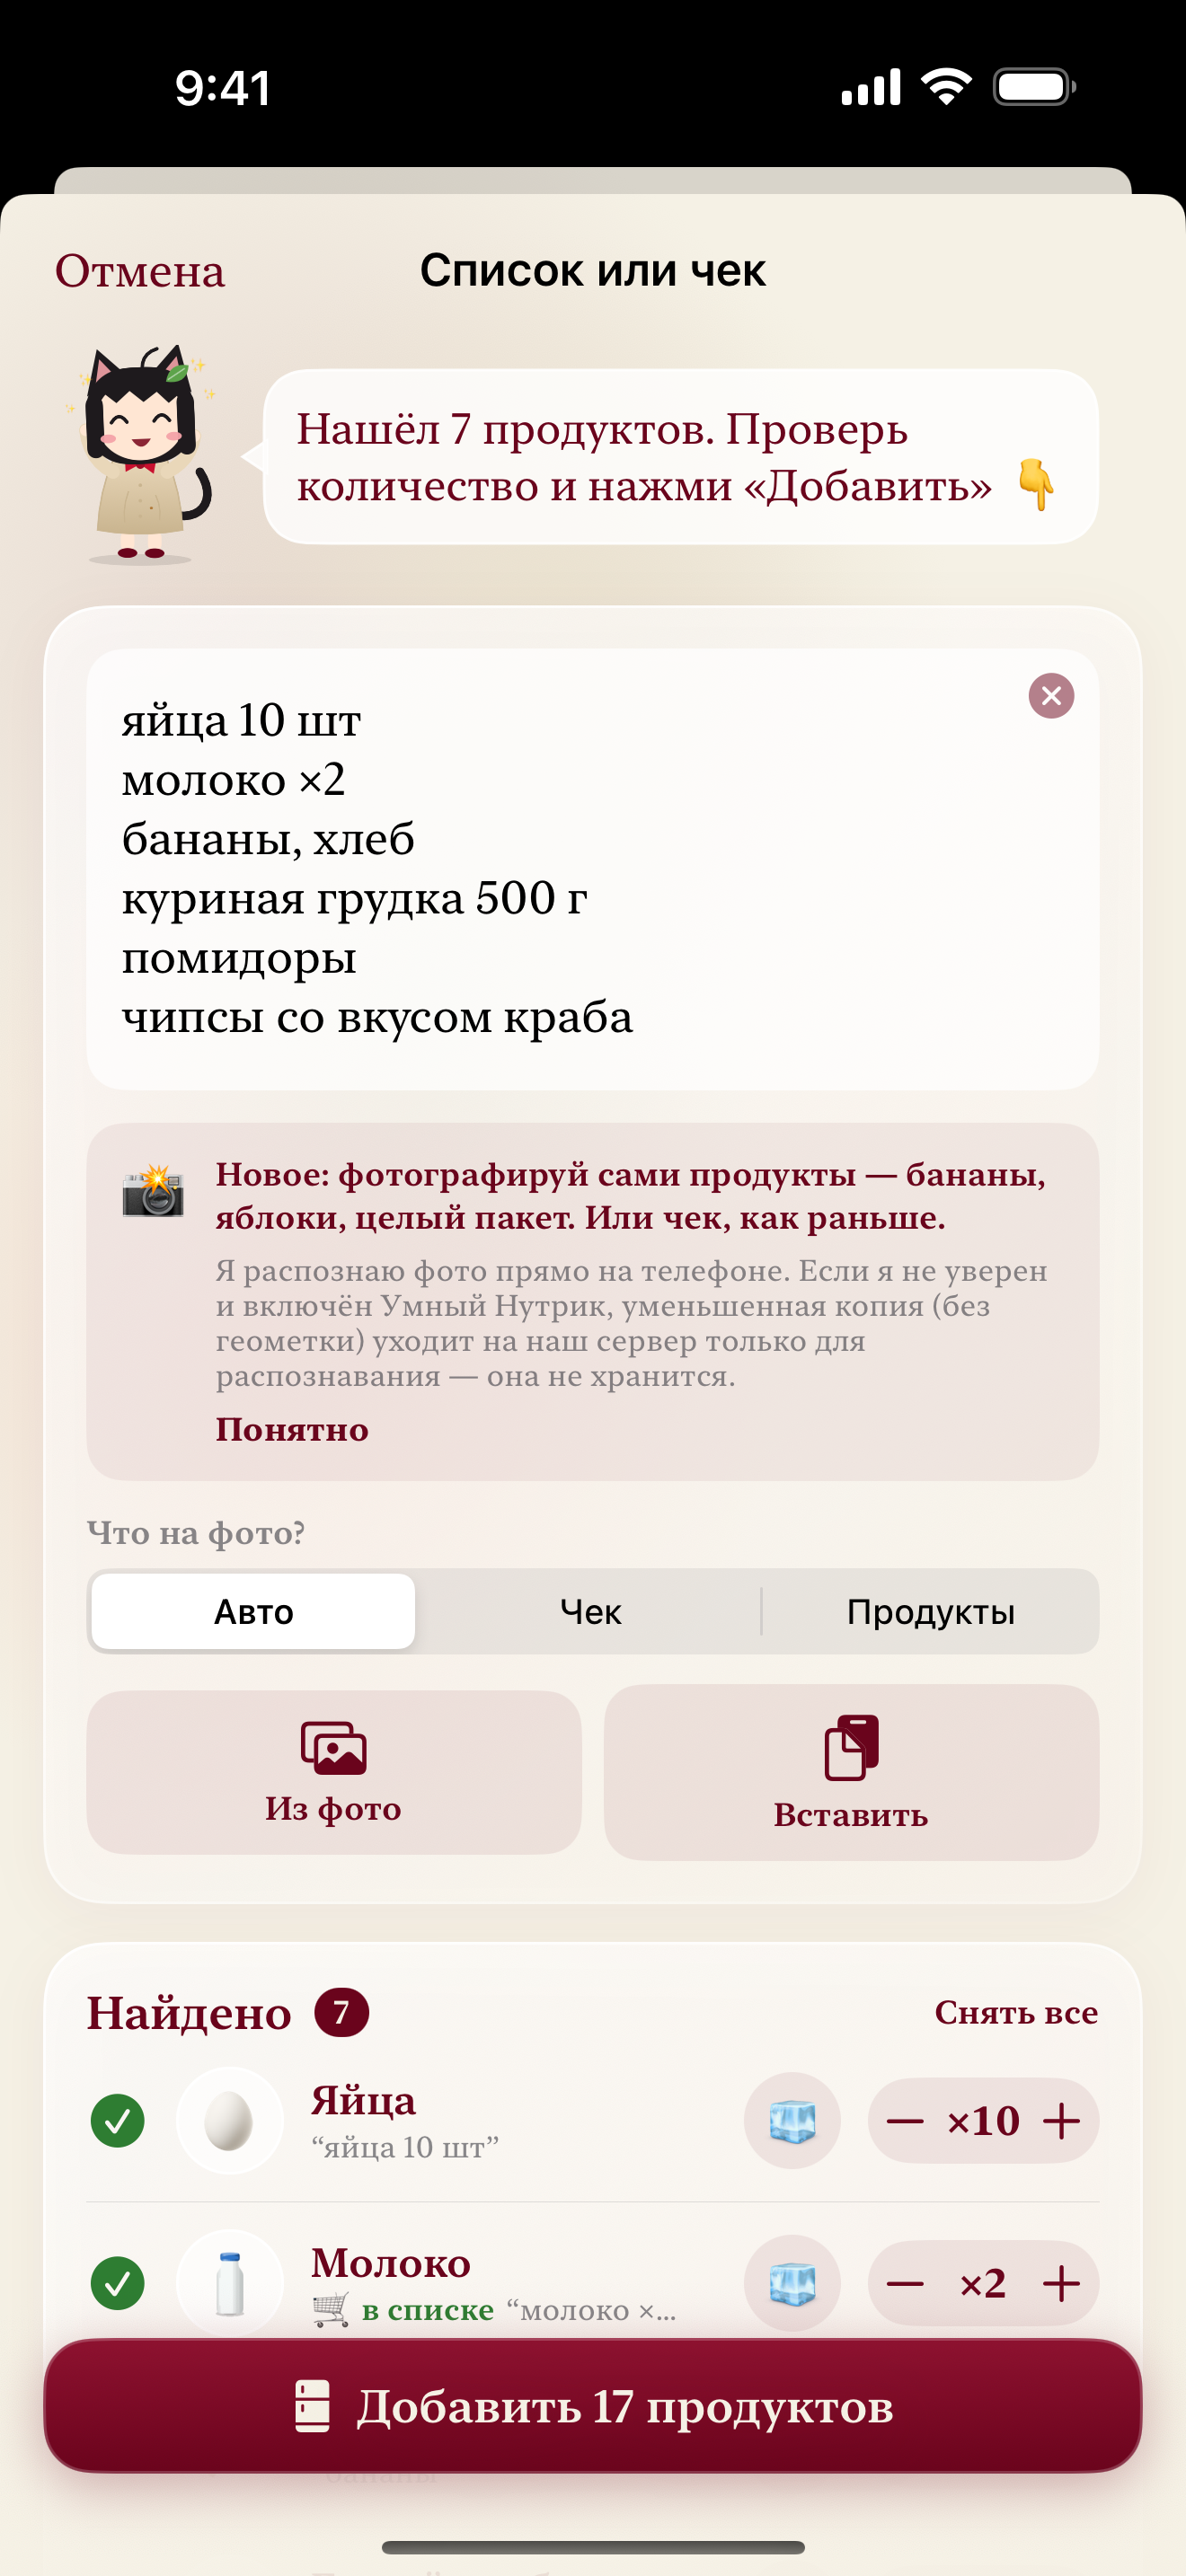 9:41
Отмена
Список или чек
Нашёл 7 продуктов. Проверь
количество и нажми «Добавить» 👇
яйца 10 шт
молоко ×2
бананы, хлеб
куриная грудка 500 г
помидоры
чипсы со вкусом краба
Новое: фотографируй сами продукты — бананы,
яблоки, целый пакет. Или чек, как раньше.
Я распознаю фото прямо на телефоне. Если я не уверен
и включён Умный Нутрик, уменьшенная копия (без
геометки) уходит на наш сервер только для
распознавания — она не хранится.
Понятно
Что на фото?
Авто
Чек
Продукты
Из фото
Вставить
Найдено 7
Снять все
Яйца
“яйца 10 шт”
— ×10 +
Молоко
в списке “молоко ×...
— ×2 +
Добавить 17 продуктов